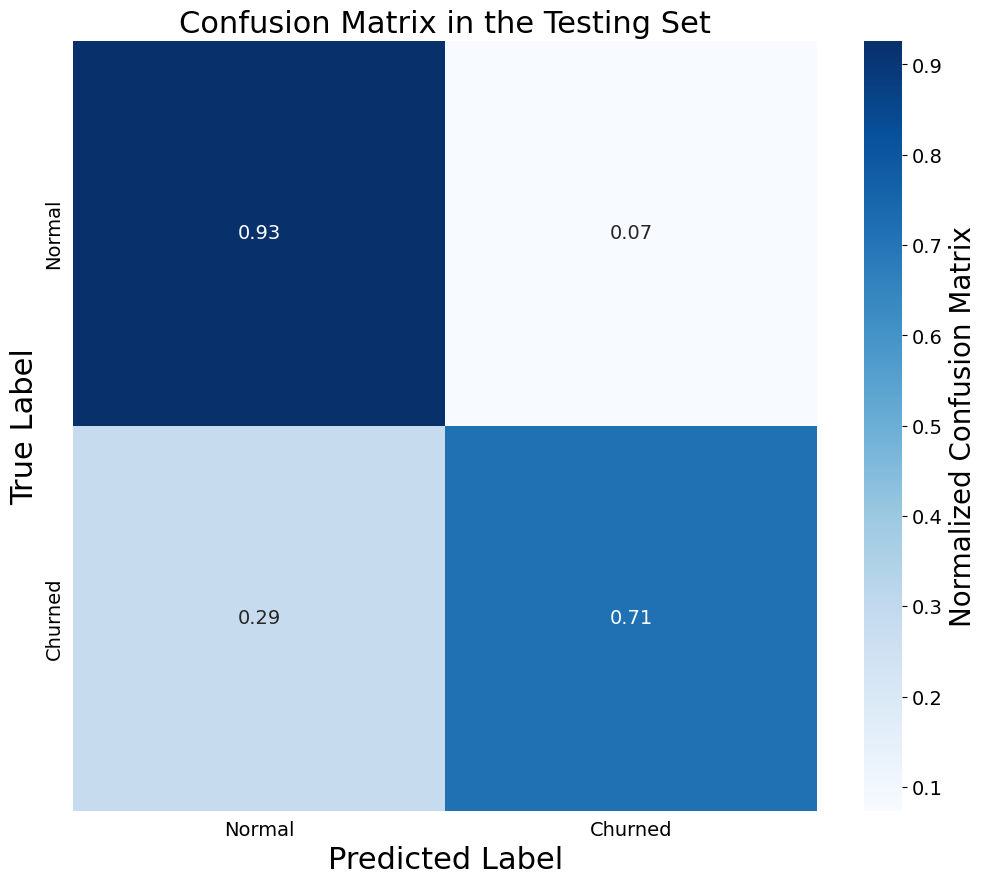 Confusion Matrix in the Testing Set
True Label
Normal
Churned
0.93
0.07
0.29
0.71
Normal
Churned
Predicted Label
0.9
0.8
0.7
0.6
0.5
0.4
0.3
0.2
0.1
Normalized Confusion Matrix